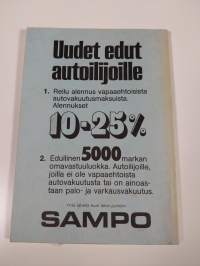 Uudet edut
autoilijoille
1. Reilu alennus vapaaehtoisista
autovakuutusmaksuista.
Alennukset
10-25%
2. Edullinen 5000 markan
omavastuuluokka. Autoilijoille,
joilla ei ole vapaaehtoista
autovakuutusta tai on ainoas-
taan palo- ja varkausvakuutus.
SAMPO